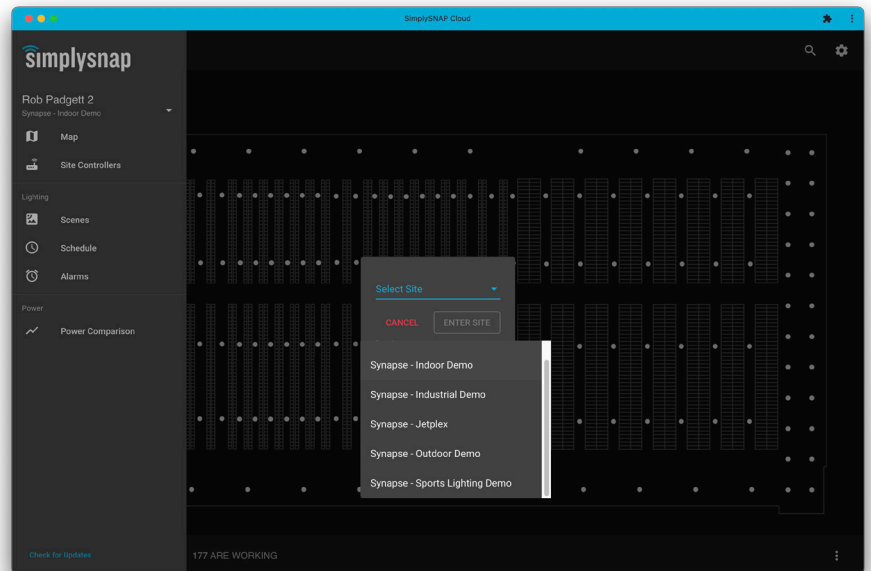 SimplySNAP Cloud
simplysnap
Rob Padgett 2
Synapse - Indoor Demo
Map
Site Controllers
Lighting
Scenes
Schedule
Alarms
Power
Power Comparison
Select Site
CANCEL
ENTER SITE
Synapse - Indoor Demo
Synapse - Industrial Demo
Synapse - Jetplex
Synapse - Outdoor Demo
Synapse - Sports Lighting Demo
Check for Updates
177 ARE WORKING